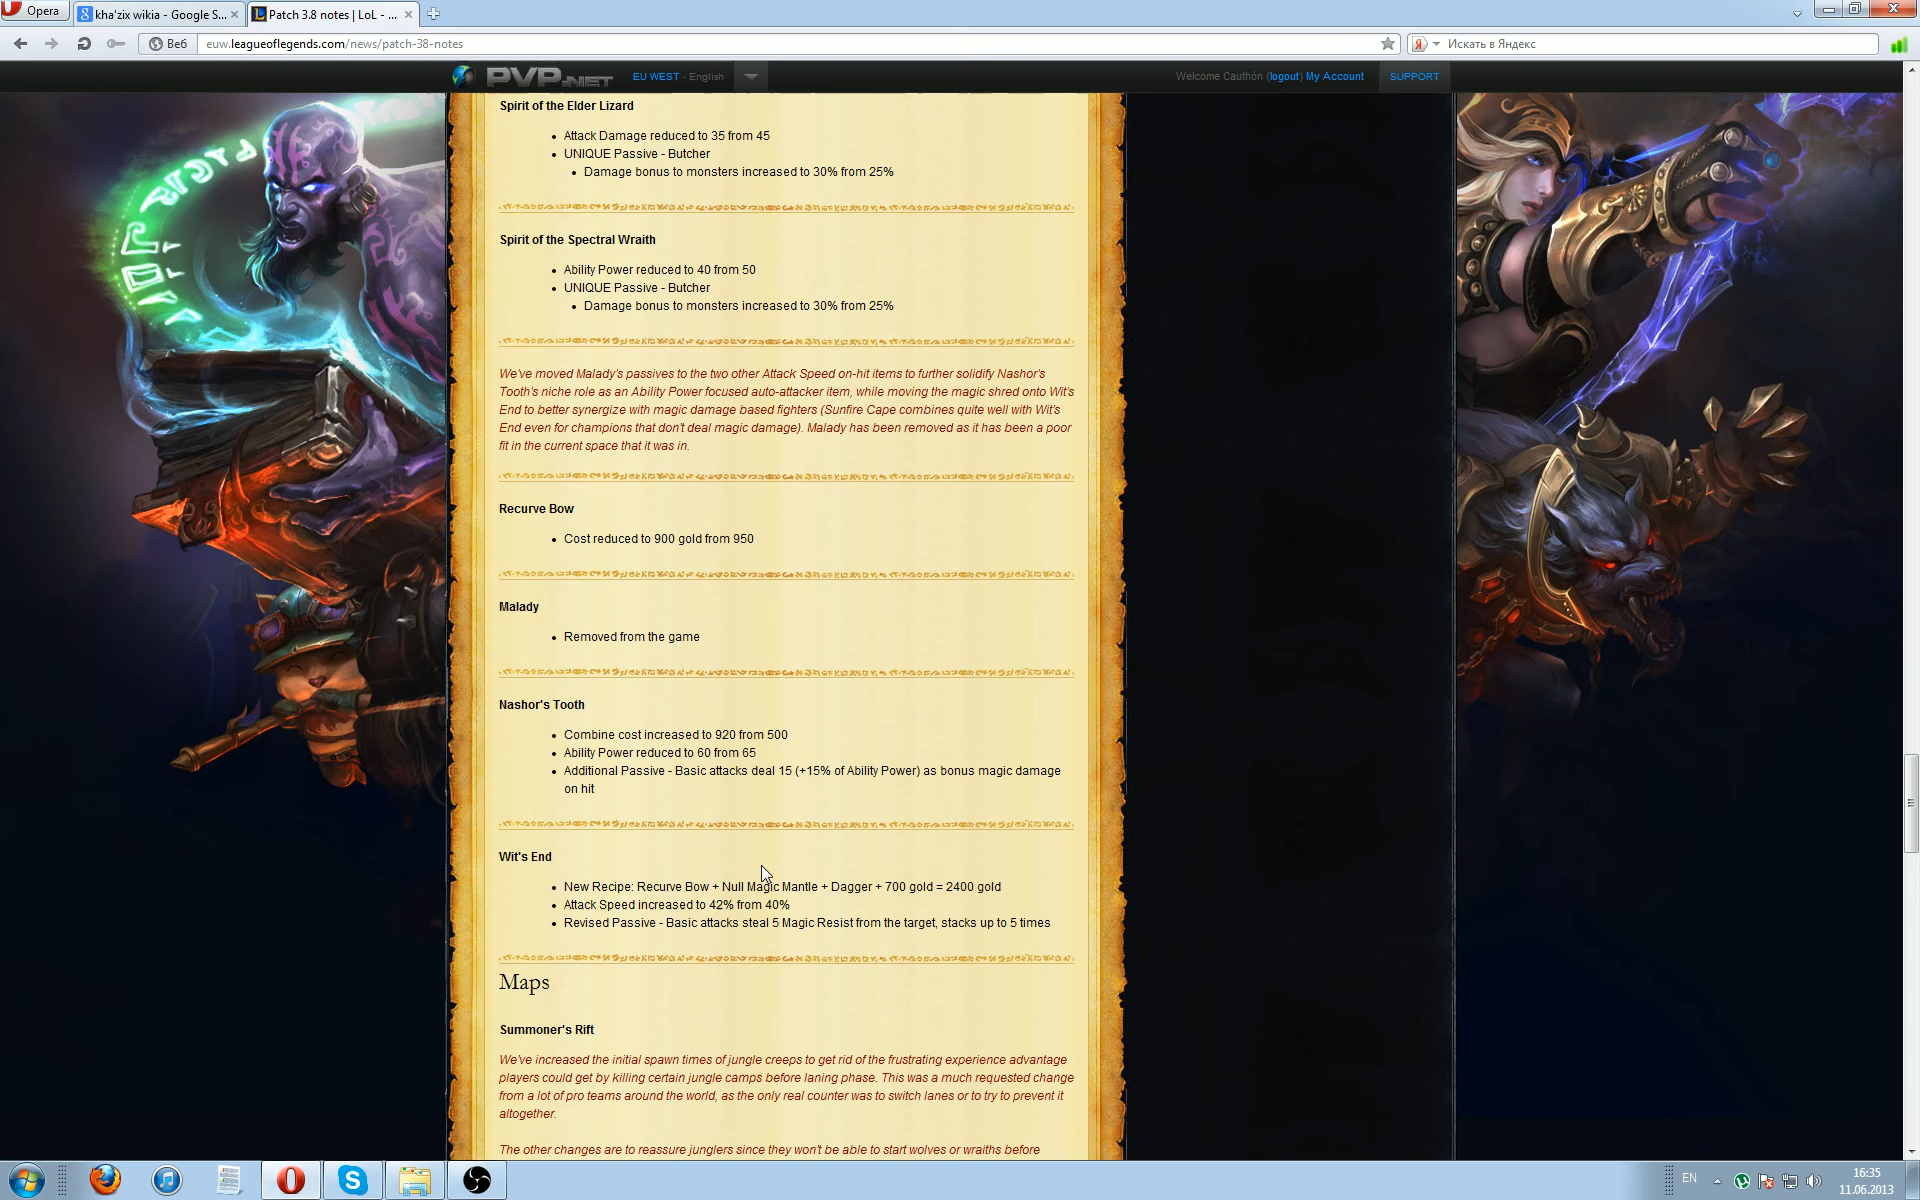 Opera
kha'zix wikia - Google S...
Patch 3.8 notes | LoL - ...
Веб
euw.leagueoflegends.com/news/patch-38-notes
Искать в Яндекс
PVP.NET
EU WEST - English
Welcome Cauthón (logout) My Account
SUPPORT
Spirit of the Elder Lizard
Attack Damage reduced to 35 from 45
UNIQUE Passive - Butcher
Damage bonus to monsters increased to 30% from 25%
Spirit of the Spectral Wraith
Ability Power reduced to 40 from 50
UNIQUE Passive - Butcher
Damage bonus to monsters increased to 30% from 25%
We've moved Malady's passives to the two other Attack Speed on-hit items to further solidify Nashor's
Tooth's niche role as an Ability Power focused auto-attacker item, while moving the magic shred onto Wit's
End to better synergize with magic damage based fighters (Sunfire Cape combines quite well with Wit's
End even for champions that don't deal magic damage). Malady has been removed as it has been a poor
fit in the current space that it was in.
Recurve Bow
Cost reduced to 900 gold from 950
Malady
Removed from the game
Nashor's Tooth
Combine cost increased to 920 from 500
Ability Power reduced to 60 from 65
Additional Passive - Basic attacks deal 15 (+15% of Ability Power) as bonus magic damage
on hit
Wit's End
New Recipe: Recurve Bow + Null Magic Mantle + Dagger + 700 gold = 2400 gold
Attack Speed increased to 42% from 40%
Revised Passive - Basic attacks steal 5 Magic Resist from the target, stacks up to 5 times
Maps
Summoner's Rift
We've increased the initial spawn times of jungle creeps to get rid of the frustrating experience advantage
players could get by killing certain jungle camps before laning phase. This was a much requested change
from a lot of pro teams around the world, as the only real counter was to switch lanes or to try to prevent it
altogether.
The other changes are to reassure junglers since they won't be able to start wolves or wraiths before
EN
16:35
11.06.2013